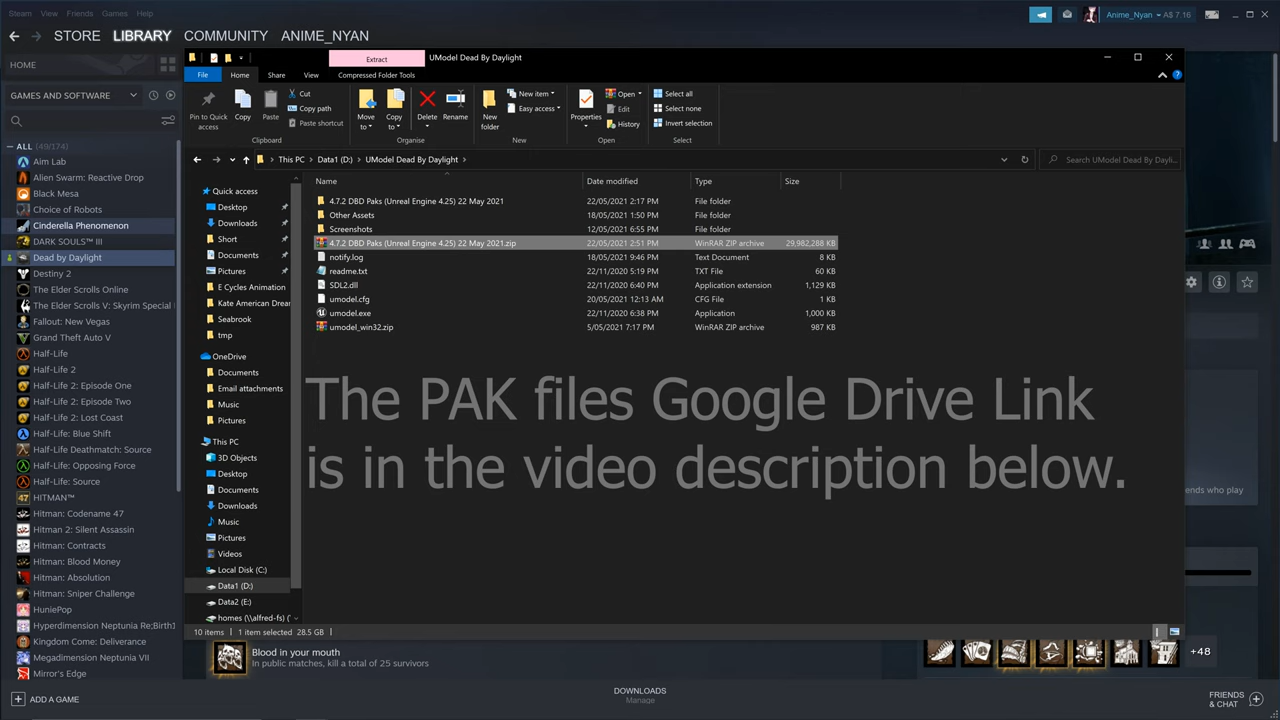 Steam View Friends Games Help
Anime_Nyan A$ 7.16
STORE LIBRARY COMMUNITY ANIME_NYAN
HOME
GAMES AND SOFTWARE
ALL (49/174)
Aim Lab
Alien Swarm: Reactive Drop
Black Mesa
Choice of Robots
Cinderella Phenomenon
DARK SOULS™ III
Dead by Daylight
Destiny 2
The Elder Scrolls Online
The Elder Scrolls V: Skyrim Special
Fallout: New Vegas
Grand Theft Auto V
Half-Life
Half-Life 2
Half-Life 2: Episode One
Half-Life 2: Episode Two
Half-Life 2: Lost Coast
Half-Life: Blue Shift
Half-Life Deathmatch: Source
Half-Life: Opposing Force
Half-Life: Source
HITMAN™
Hitman: Codename 47
Hitman 2: Silent Assassin
Hitman: Contracts
Hitman: Blood Money
Hitman: Absolution
Hitman: Sniper Challenge
HuniePop
Hyperdimension Neptunia Re;Birth1
Kingdom Come: Deliverance
Megadimension Neptunia VII
Mirror's Edge
ADD A GAME
Extract UModel Dead By Daylight
File Home Share View Compressed Folder Tools
Pin to Quick access
Copy
Paste
Cut
Copy path
Paste shortcut
Clipboard
Move to
Copy to
Delete
Rename
Organise
New folder
New item
Easy access
New
Properties
Open
Edit
History
Open
Select all
Select none
Invert selection
Select
This PC Data1 (D:) UModel Dead By Daylight
Search UModel Dead By Dayli...
Quick access
Desktop
Downloads
Short
Documents
Pictures
E Cycles Animation
Kate American Drea
Seabrook
tmp
OneDrive
Documents
Email attachments
Music
Pictures
This PC
3D Objects
Desktop
Documents
Downloads
Music
Pictures
Videos
Local Disk (C:)
Data1 (D:)
Data2 (E:)
homes (\\alfred-fs) (
Name Date modified Type Size
4.7.2 DBD Paks (Unreal Engine 4.25) 22 May 2021 22/05/2021 2:17 PM File folder
Other Assets 18/05/2021 1:50 PM File folder
Screenshots 12/05/2021 6:55 PM File folder
4.7.2 DBD Paks (Unreal Engine 4.25) 22 May 2021.zip 22/05/2021 2:51 PM WinRAR ZIP archive 29,982,288 KB
notify.log 18/05/2021 9:46 PM Text Document 8 KB
readme.txt 22/11/2020 5:19 PM TXT File 60 KB
SDL2.dll 22/11/2020 6:40 PM Application extension 1,129 KB
umodel.cfg 20/05/2021 12:13 AM CFG File 1 KB
umodel.exe 22/11/2020 6:38 PM Application 1,000 KB
umodel_win32.zip 5/05/2021 7:17 PM WinRAR ZIP archive 987 KB
The PAK files Google Drive Link
is in the video description below.
ends who play
10 items 1 item selected 28.5 GB
Blood in your mouth
In public matches, kill a total of 25 survivors
+48
DOWNLOADS
Manage
FRIENDS
& CHAT